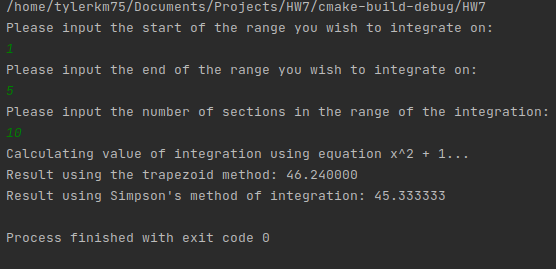 /home/tylerkm75/Documents/Projects/HW7/cmake-build-debug/HW7
Please input the start of the range you wish to integrate on:
1
Please input the end of the range you wish to integrate on:
5
Please input the number of sections in the range of the integration:
10
Calculating value of integration using equation x^2 + 1...
Result using the trapezoid method: 46.240000
Result using Simpson's method of integration: 45.333333
Process finished with exit code 0